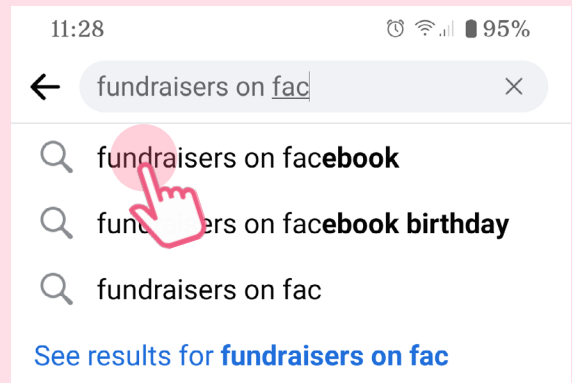 11:28 95%
fundraisers on fac
fundraisers on facebook
fundraisers on facebook birthday
fundraisers on fac
See results for fundraisers on fac